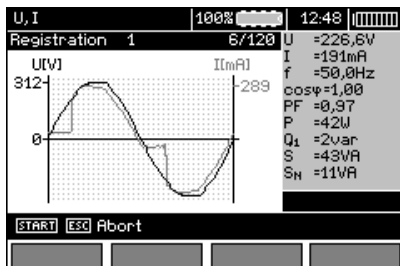 U,I 100% 12:48
Registration 1 6/120
U[V] I[mA]
312 289
0
U =226,6V
I =191mA
f =50,0Hz
cosφ=1,00
PF =0,97
P =42W
Q₁ =2var
S =43VA
Sɴ =11VA
START ESC Abort